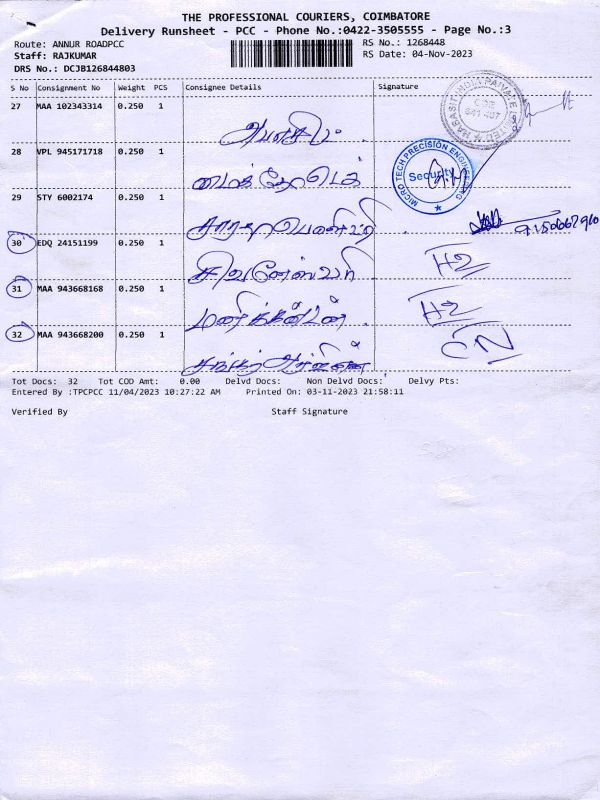 THE PROFESSIONAL COURIERS, COIMBATORE
Delivery Runsheet - PCC - Phone No.:0422-3505555 - Page No.:3
Route: ANNUR ROADPCC
Staff: RAJKUMAR
DRS No.: DCJB126844803
RS No.: 1268448
RS Date: 04-Nov-2023
S No Consignment No Weight PCS Consignee Details Signature
27 MAA 102343314 0.250 1
28 VPL 945171718 0.250 1
MICRO TECH PRECISION ENGINEERING
Security
29 STY 6002174 0.250 1
30 EDQ 24151199 0.250 1
H2
31 MAA 943668168 0.250 1
H2
32 MAA 943668200 0.250 1
CN
Tot Docs: 32 Tot COD Amt: 0.00 Delvd Docs: Non Delvd Docs: Delvy Pts:
Entered By :TPCPCC 11/04/2023 10:27:22 AM Printed On: 03-11-2023 21:58:11
Verified By Staff Signature